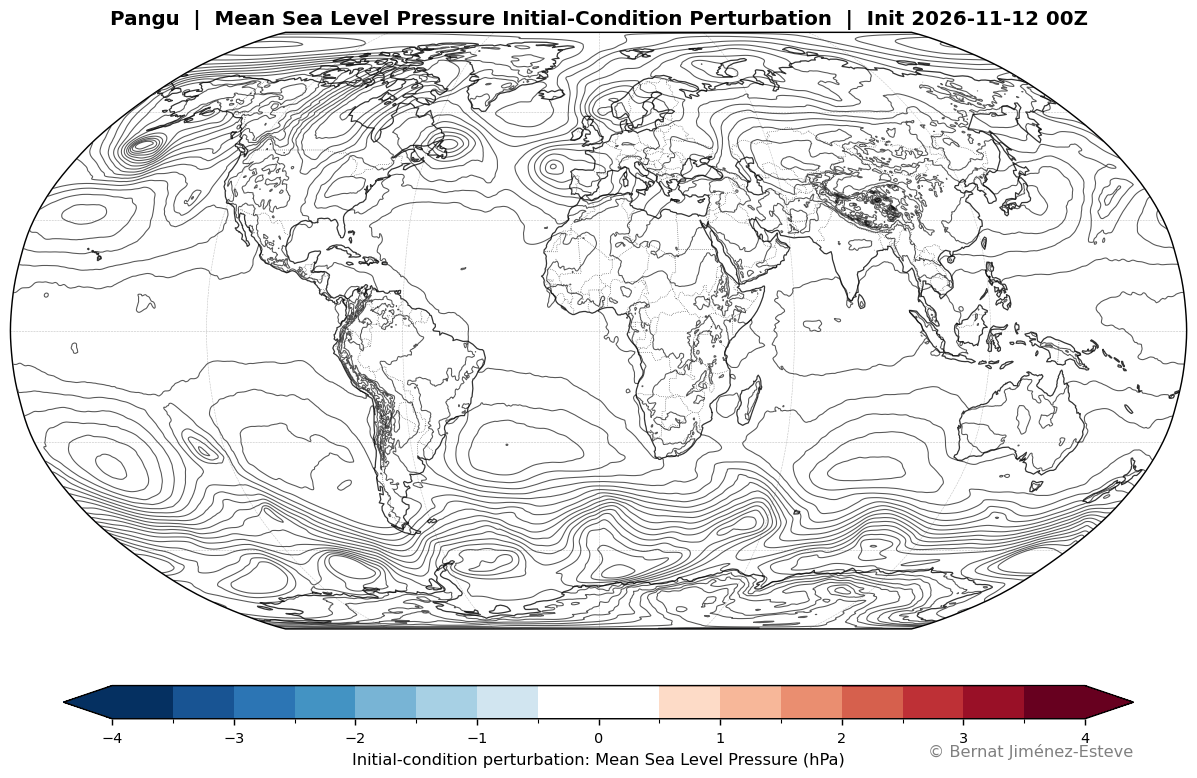 Pangu | Mean Sea Level Pressure Initial-Condition Perturbation | Init 2026-11-12 00Z
−4 −3 −2 −1 0 1 2 3 4
© Bernat Jiménez-Esteve
Initial-condition perturbation: Mean Sea Level Pressure (hPa)